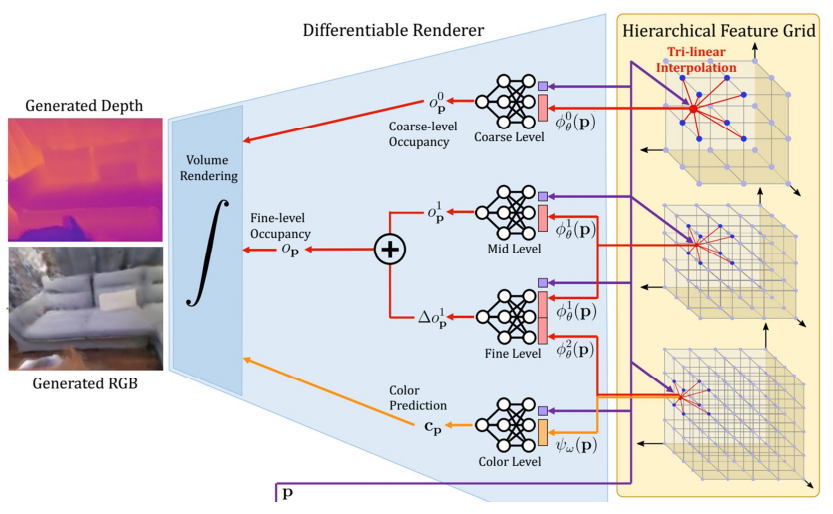 Differentiable Renderer
Hierarchical Feature Grid
Tri-linear
Interpolation
Generated Depth
Generated RGB
Volume
Rendering
∫
$o_{\mathbf{p}}^{0}$
Coarse-level
Occupancy
Coarse Level
$\phi_{\theta}^{0}(\mathbf{p})$
Fine-level
Occupancy
$o_{\mathbf{p}}$
+
$o_{\mathbf{p}}^{1}$
Mid Level
$\phi_{\theta}^{1}(\mathbf{p})$
$\Delta o_{\mathbf{p}}^{1}$
Fine Level
$\phi_{\theta}^{1}(\mathbf{p})$
$\phi_{\theta}^{2}(\mathbf{p})$
Color
Prediction
$\mathbf{c}_{\mathbf{p}}$
Color Level
$\psi_{\omega}(\mathbf{p})$
$\mathbf{p}$